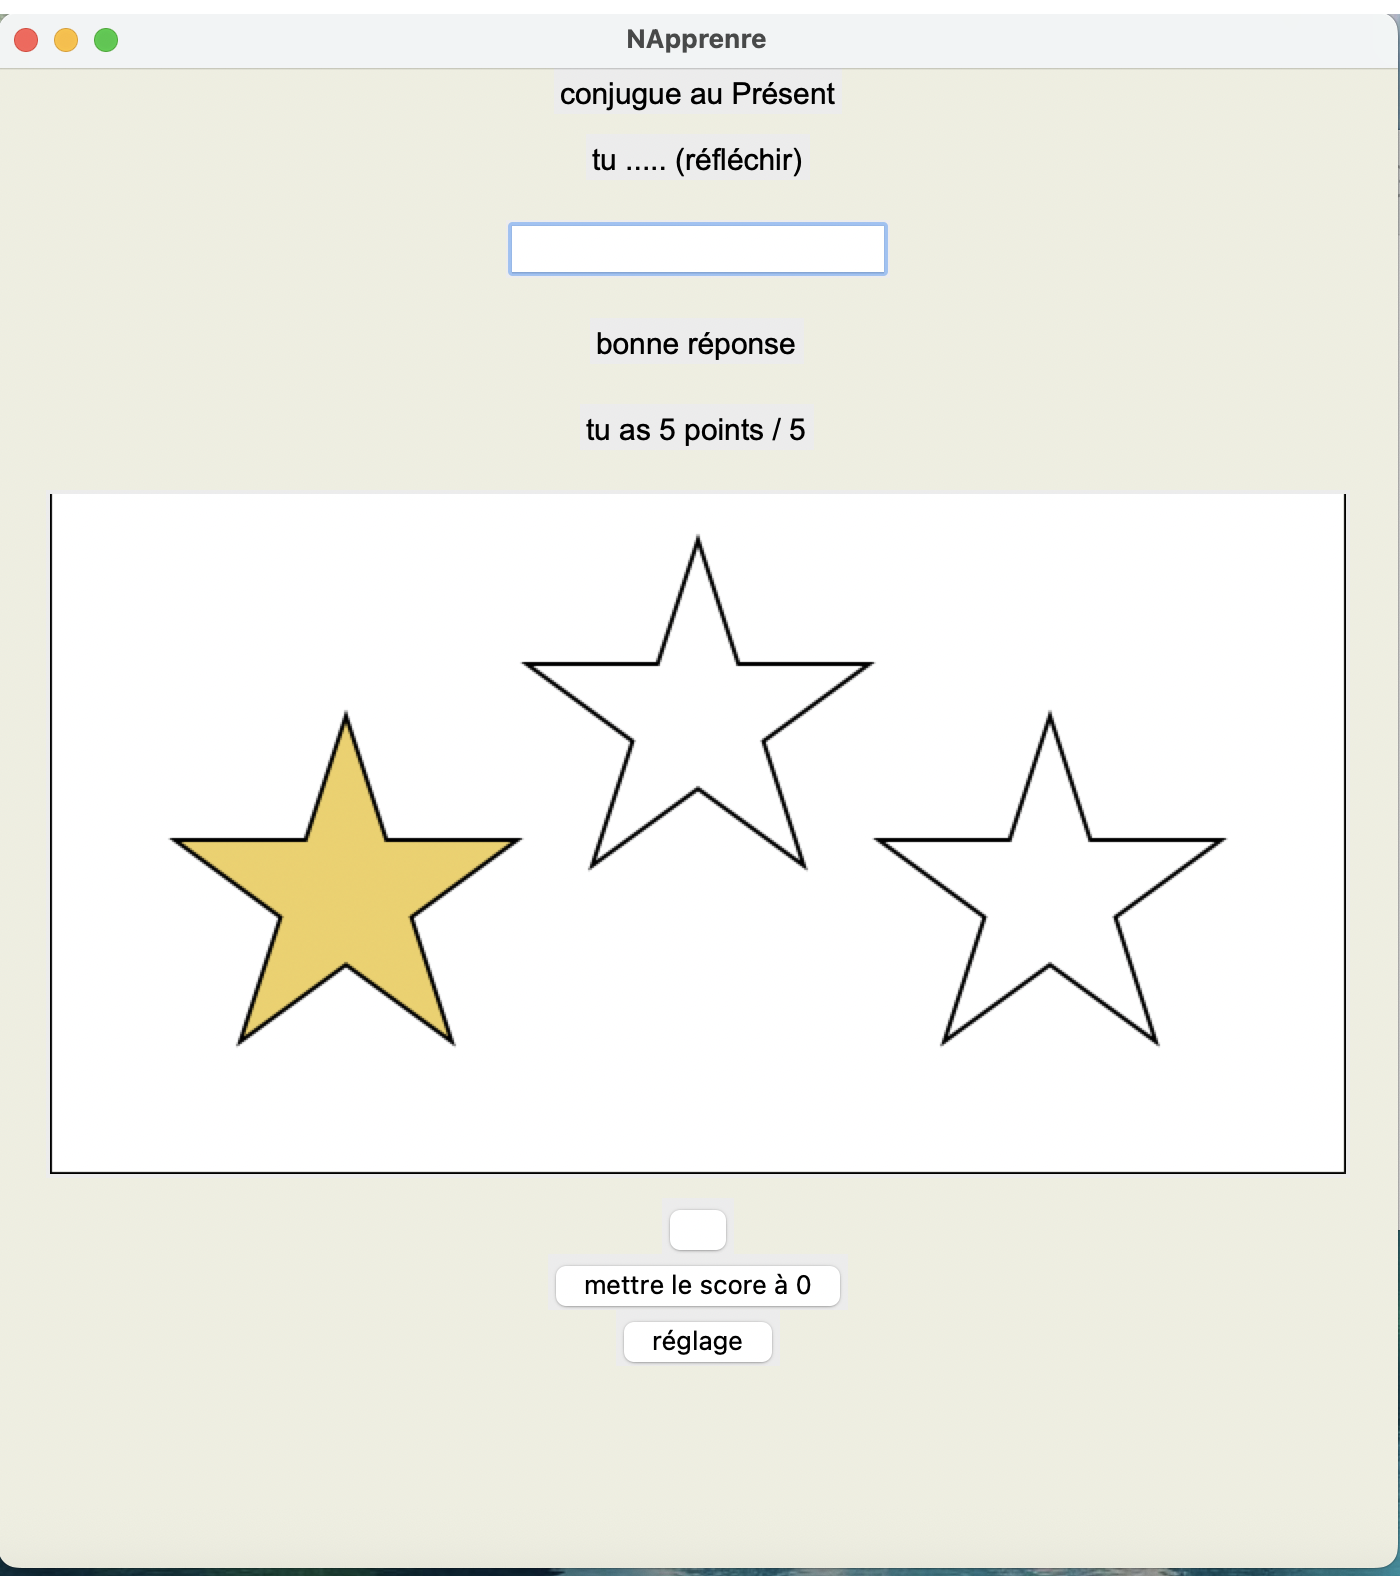 NApprenre
conjugue au Présent
tu ..... (réfléchir)
bonne réponse
tu as 5 points / 5
mettre le score à 0
réglage